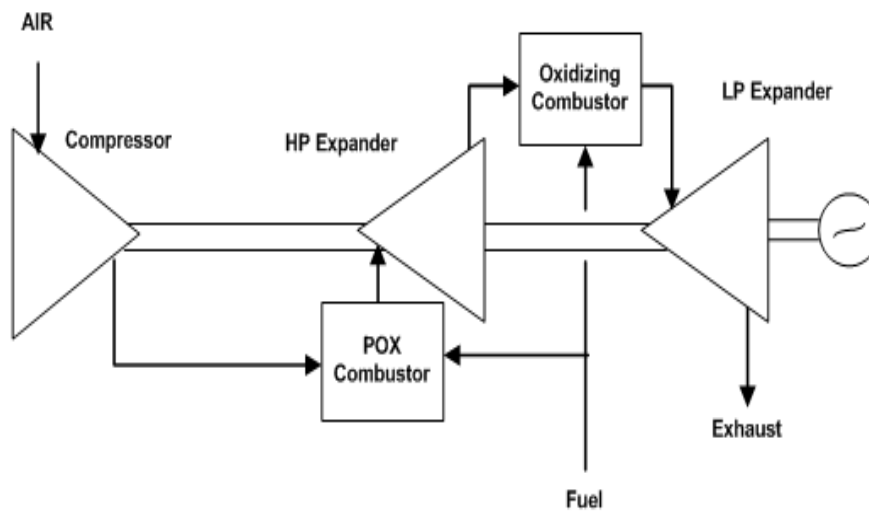 AIR
Oxidizing
Combustor
LP Expander
Compressor
HP Expander
POX
Combustor
Exhaust
Fuel